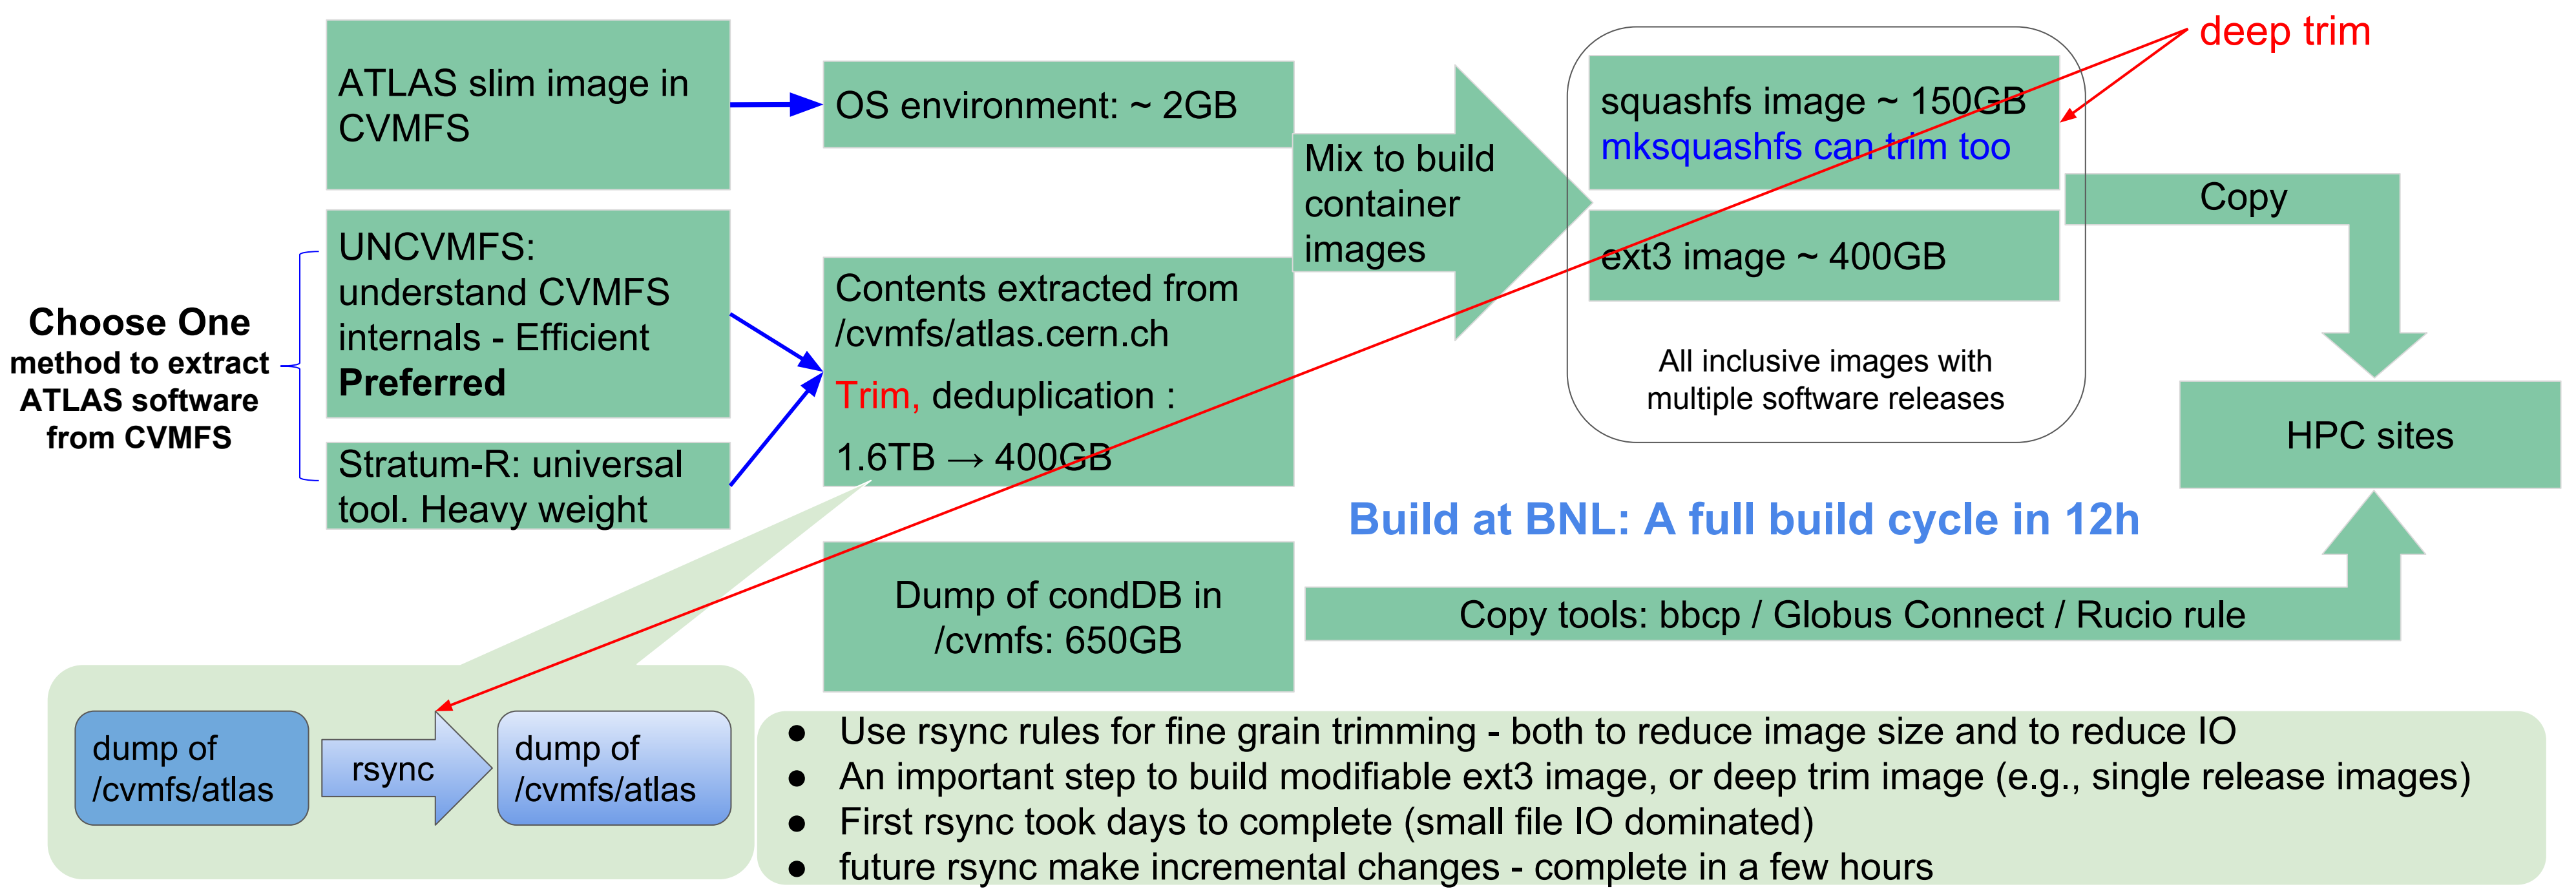 deep trim
ATLAS slim image in
CVMFS
OS environment: ~ 2GB
squashfs image ~ 150GB
mksquashfs can trim too
Mix to build
container
images
Copy
UNCVMFS:
understand CVMFS
internals - Efficient
Preferred
Choose One
method to extract
ATLAS software
from CVMFS
Stratum-R: universal
tool. Heavy weight
Contents extracted from
/cvmfs/atlas.cern.ch
Trim, deduplication :
1.6TB → 400GB
ext3 image ~ 400GB
All inclusive images with
multiple software releases
HPC sites
Build at BNL: A full build cycle in 12h
Dump of condDB in
/cvmfs: 650GB
Copy tools: bbcp / Globus Connect / Rucio rule
dump of
/cvmfs/atlas
rsync
dump of
/cvmfs/atlas
● Use rsync rules for fine grain trimming - both to reduce image size and to reduce IO
● An important step to build modifiable ext3 image, or deep trim image (e.g., single release images)
● First rsync took days to complete (small file IO dominated)
● future rsync make incremental changes - complete in a few hours